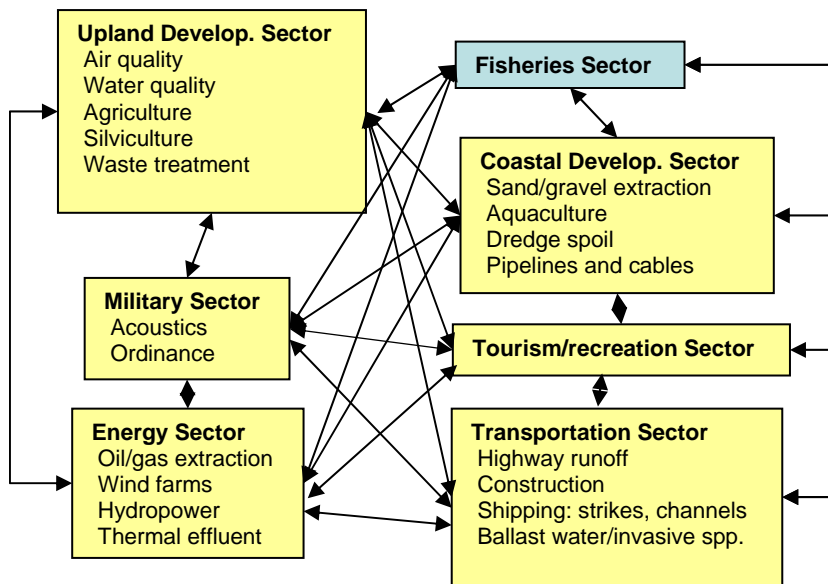 Upland Develop. Sector
Air quality
Water quality
Agriculture
Silviculture
Waste treatment
Military Sector
Acoustics
Ordinance
Energy Sector
Oil/gas extraction
Wind farms
Hydropower
Thermal effluent
Fisheries Sector
Coastal Develop. Sector
Sand/gravel extraction
Aquaculture
Dredge spoil
Pipelines and cables
Tourism/recreation Sector
Transportation Sector
Highway runoff
Construction
Shipping: strikes, channels
Ballast water/invasive spp.